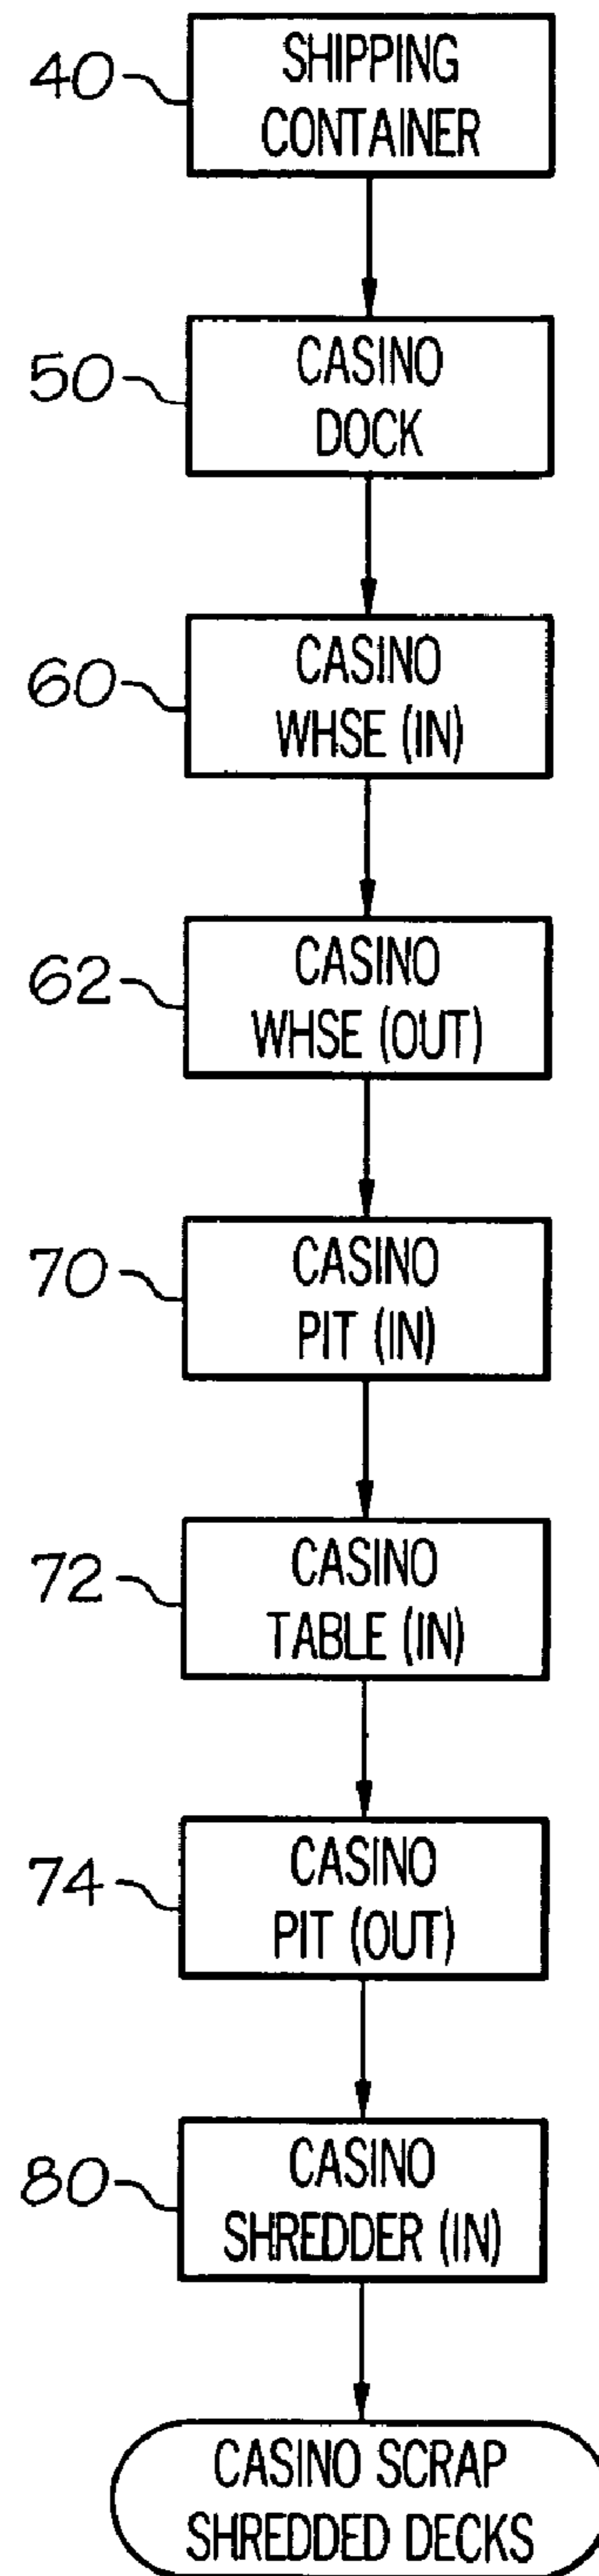 40
SHIPPING
CONTAINER
50
CASINO
DOCK
60
CASINO
WHSE (IN)
62
CASINO
WHSE (OUT)
70
CASINO
PIT (IN)
72
CASINO
TABLE (IN)
74
CASINO
PIT (OUT)
80
CASINO
SHREDDER (IN)
CASINO SCRAP
SHREDDED DECKS